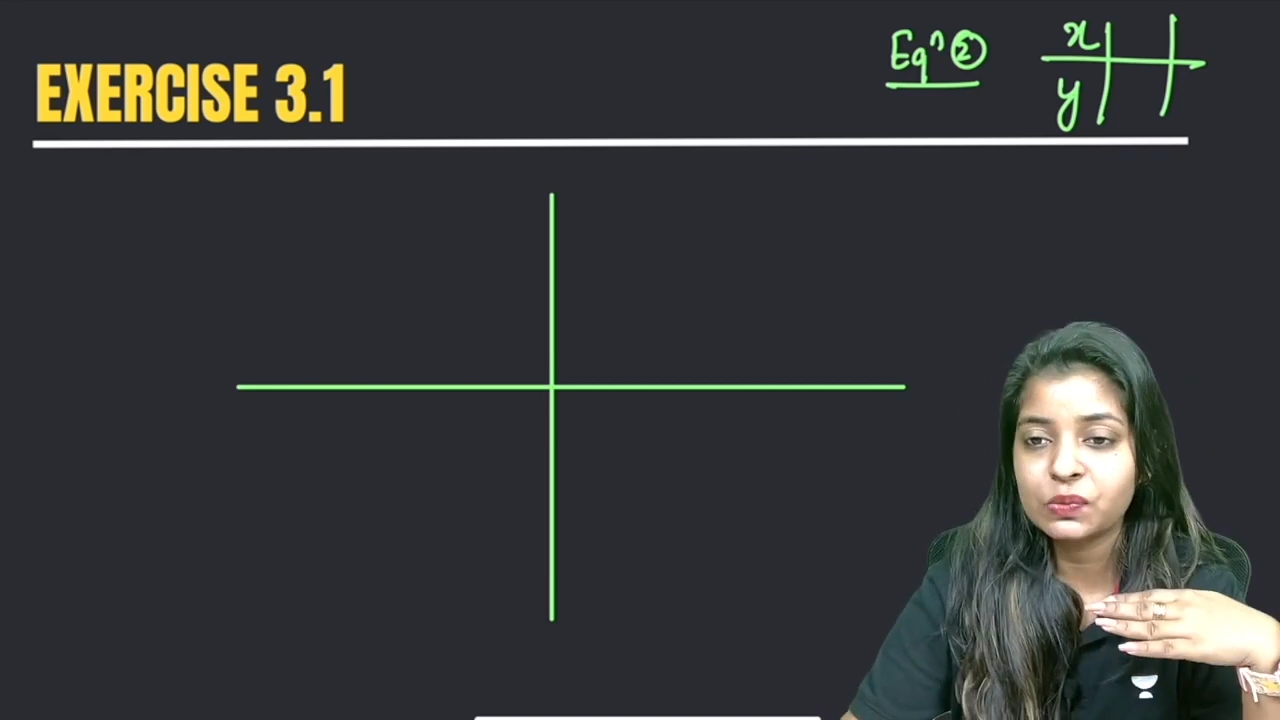 EXERCISE 3.1
Eqⁿ ②
x
y